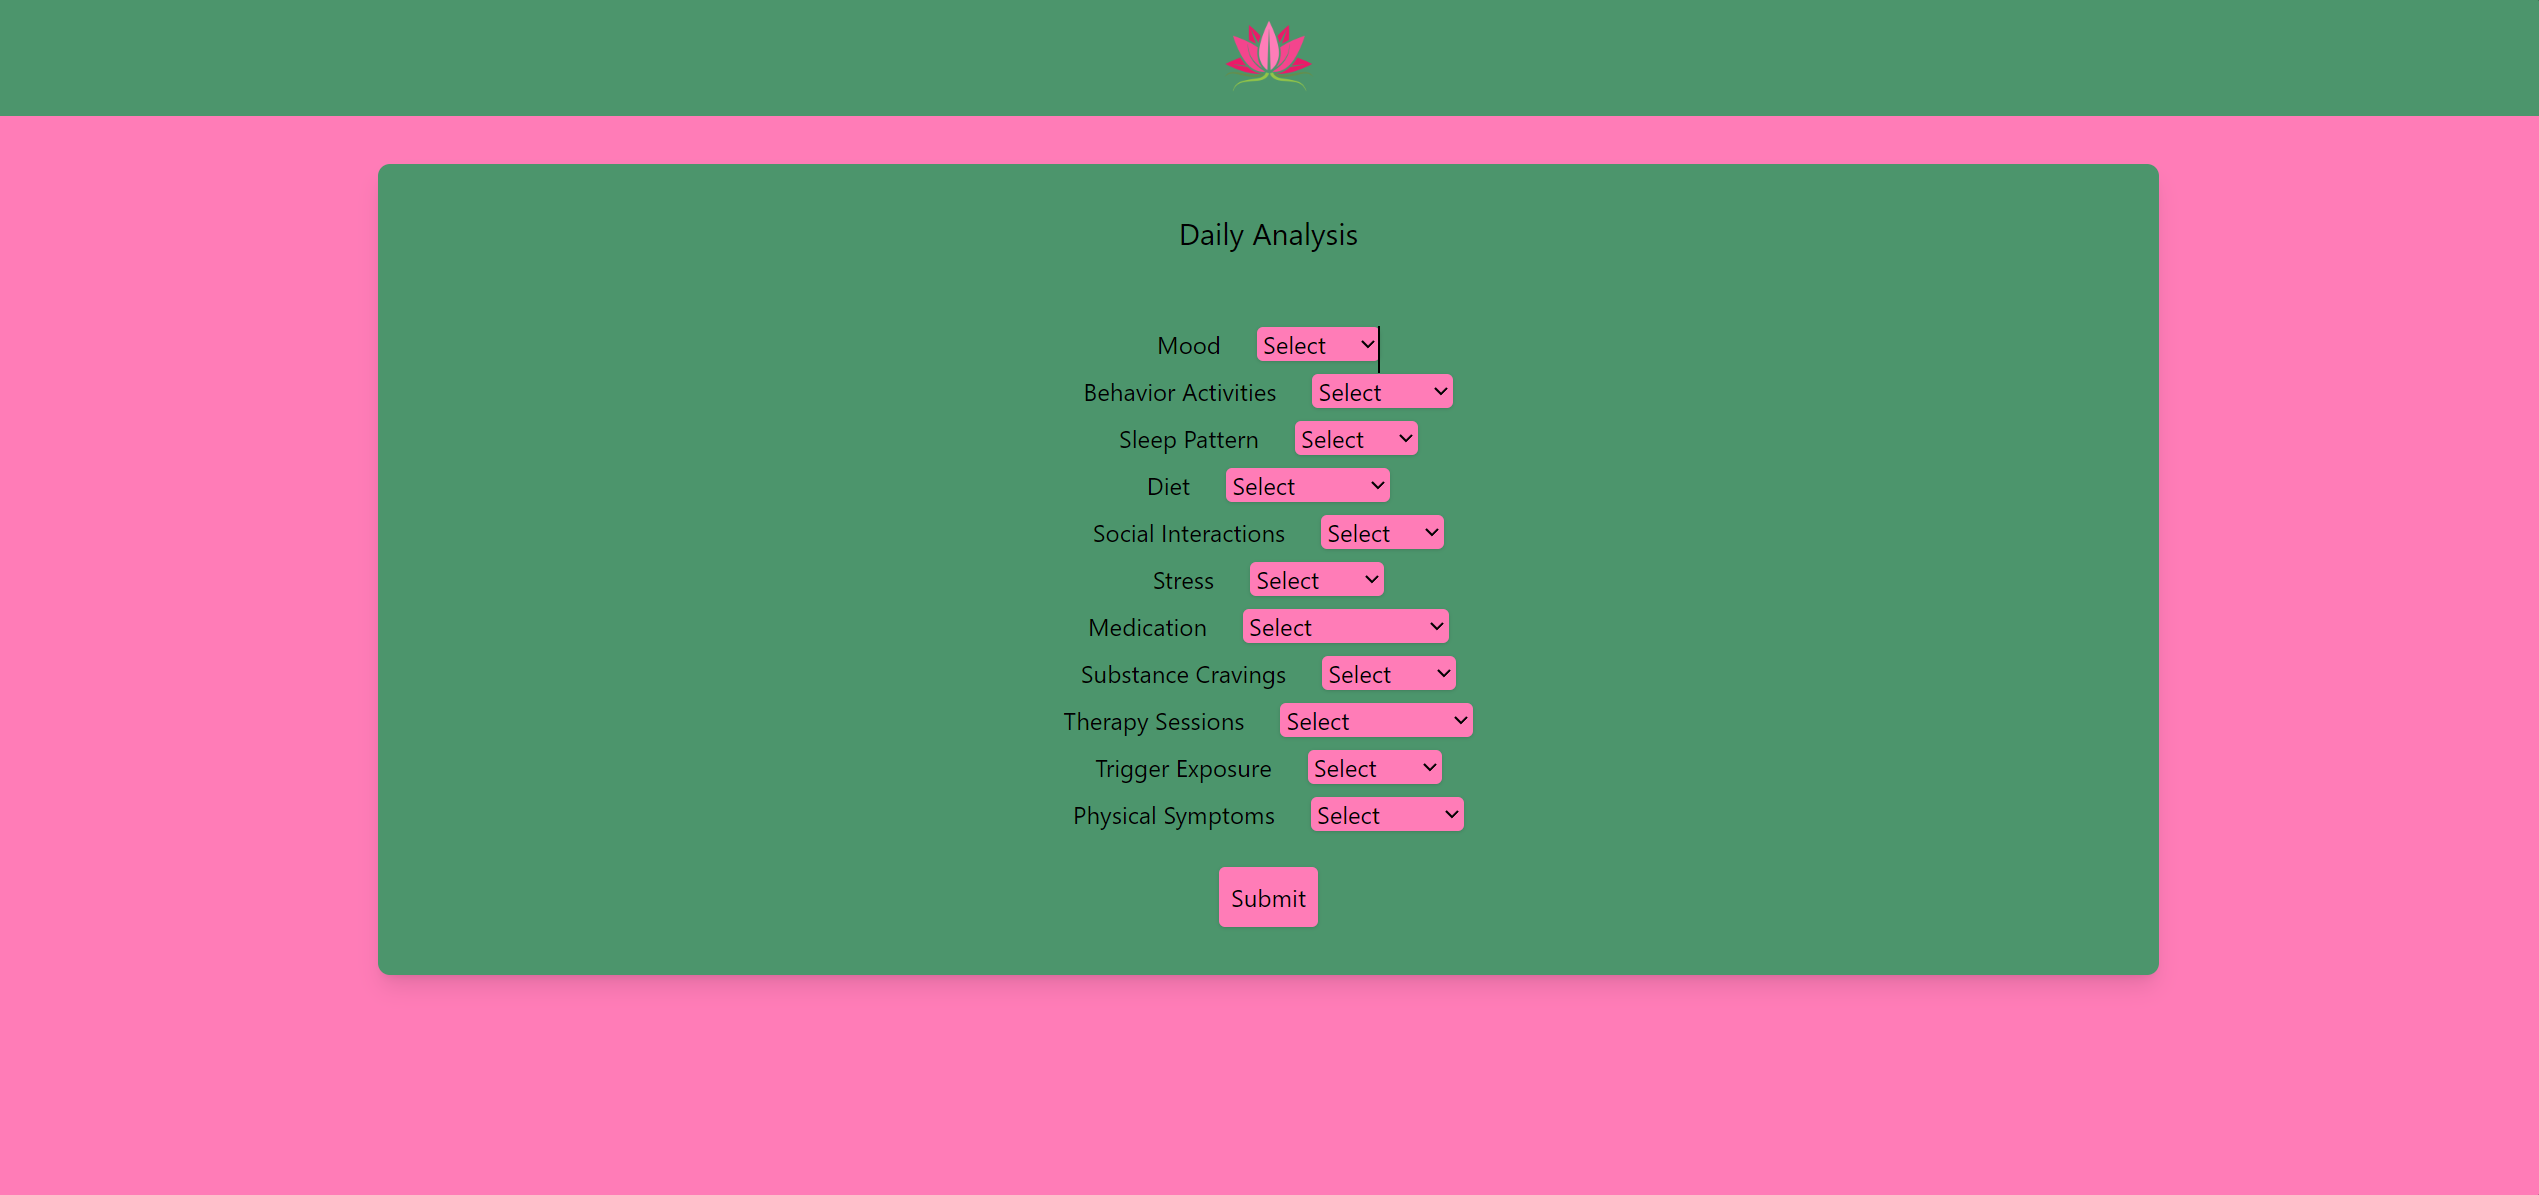 Daily Analysis
Mood Select
Behavior Activities Select
Sleep Pattern Select
Diet Select
Social Interactions Select
Stress Select
Medication Select
Substance Cravings Select
Therapy Sessions Select
Trigger Exposure Select
Physical Symptoms Select
Submit